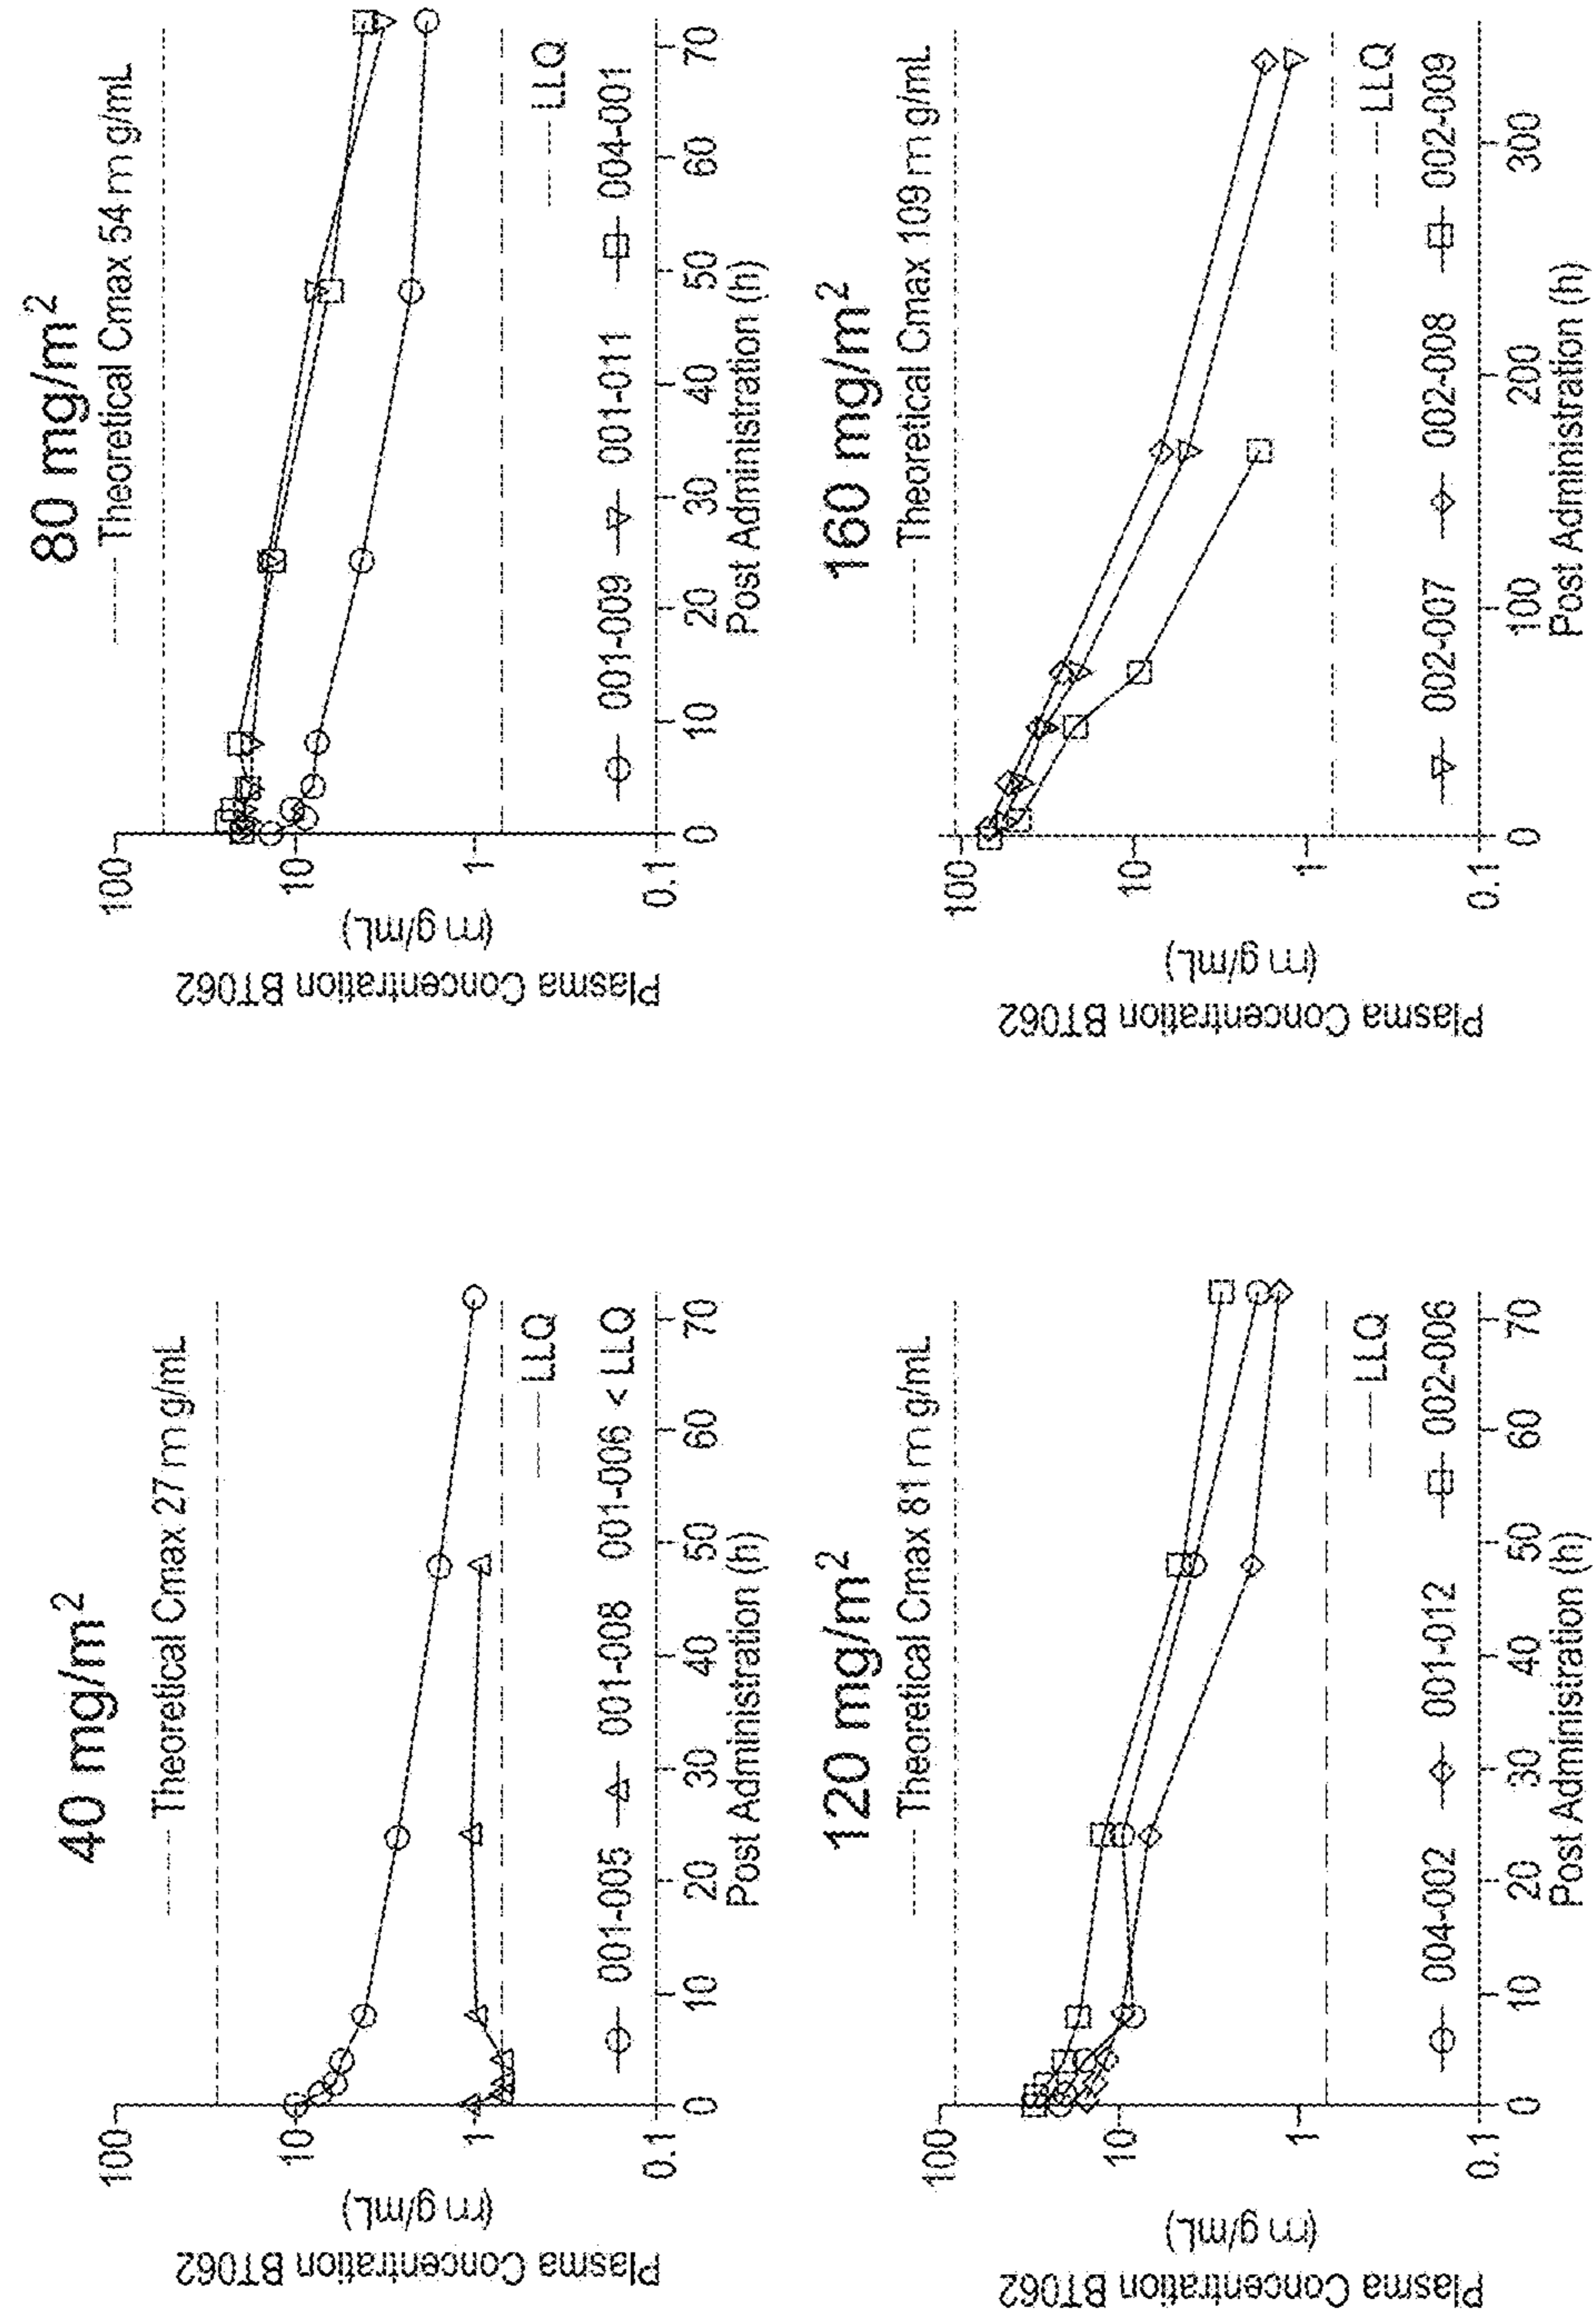 40 mg/m2
Theoretical Cmax 27 m g/mL
Plasma Concentration BT062
(m g/mL)
100
10
1
0.1
LLQ
001-005 001-008 001-006 < LLQ
0 10 20 30 40 50 60 70
Post Administration (h)
80 mg/m2
Theoretical Cmax 54 m g/mL
Plasma Concentration BT062
(m g/mL)
100
10
1
0.1
LLQ
001-009 001-011 004-001
0 10 20 30 40 50 60 70
Post Administration (h)
120 mg/m2
Theoretical Cmax 81 m g/mL
Plasma Concentration BT062
(m g/mL)
100
10
1
0.1
LLQ
004-002 001-012 002-006
0 10 20 30 40 50 60 70
Post Administration (h)
160 mg/m2
Theoretical Cmax 109 m g/mL
Plasma Concentration BT062
(m g/mL)
100
10
1
0.1
LLQ
002-007 002-008 002-009
0 100 200 300
Post Administration (h)